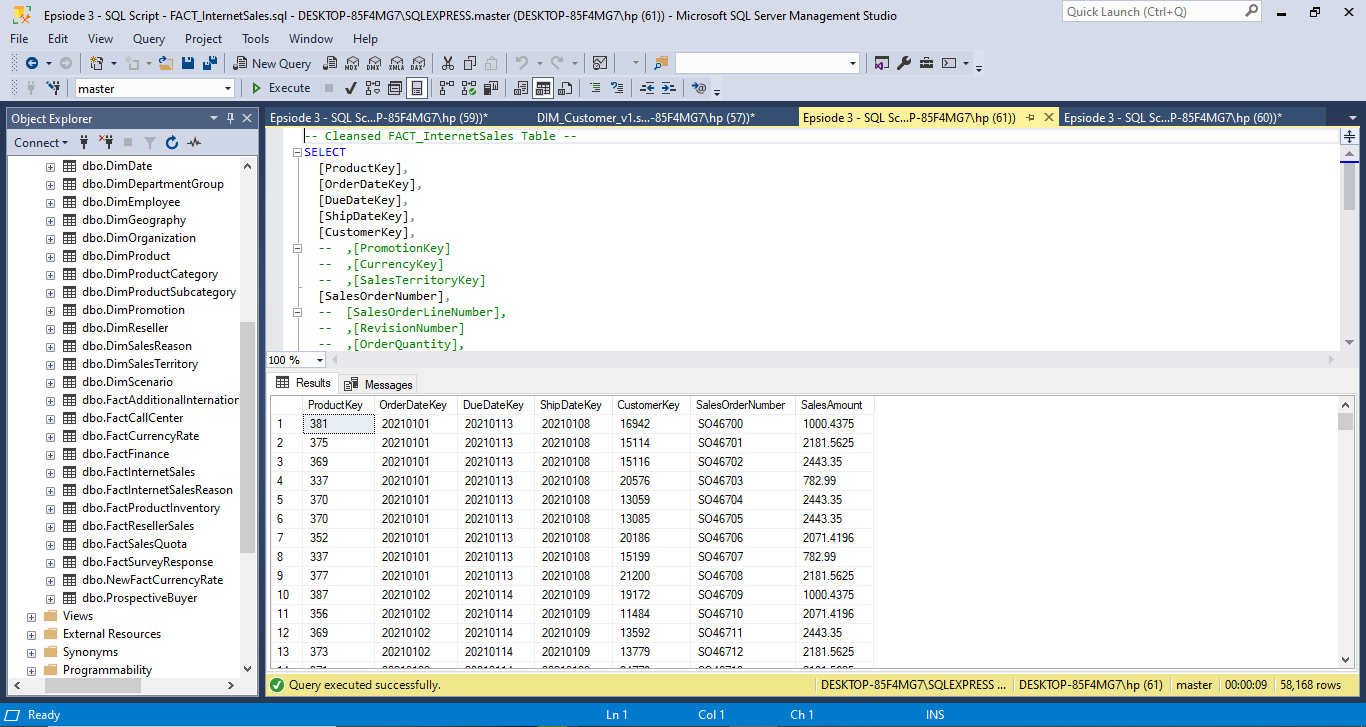 Epsiode 3 - SQL Script - FACT_InternetSales.sql - DESKTOP-85F4MG7\SQLEXPRESS.master (DESKTOP-85F4MG7\hp (61)) - Microsoft SQL Server Management Studio
Quick Launch (Ctrl+Q)
File Edit View Query Project Tools Window Help
New Query MDX DMX XMLA DAX
master Execute
Object Explorer
Epsiode 3 - SQL Sc...P-85F4MG7\hp (59))* DIM_Customer_v1.s...-85F4MG7\hp (57))* Epsiode 3 - SQL Sc...P-85F4MG7\hp (61)) Epsiode 3 - SQL Sc...P-85F4MG7\hp (60))*
Connect
dbo.DimDate
dbo.DimDepartmentGroup
dbo.DimEmployee
dbo.DimGeography
dbo.DimOrganization
dbo.DimProduct
dbo.DimProductCategory
dbo.DimProductSubcategory
dbo.DimPromotion
dbo.DimReseller
dbo.DimSalesReason
dbo.DimSalesTerritory
dbo.DimScenario
dbo.FactAdditionalInternation
dbo.FactCallCenter
dbo.FactCurrencyRate
dbo.FactFinance
dbo.FactInternetSales
dbo.FactInternetSalesReason
dbo.FactProductInventory
dbo.FactResellerSales
dbo.FactSalesQuota
dbo.FactSurveyResponse
dbo.NewFactCurrencyRate
dbo.ProspectiveBuyer
Views
External Resources
Synonyms
Programmability
-- Cleansed FACT_InternetSales Table --
SELECT
[ProductKey],
[OrderDateKey],
[DueDateKey],
[ShipDateKey],
[CustomerKey],
-- ,[PromotionKey]
-- ,[CurrencyKey]
-- ,[SalesTerritoryKey]
[SalesOrderNumber],
-- [SalesOrderLineNumber],
-- ,[RevisionNumber]
-- ,[OrderQuantity],
100 %
Results Messages
ProductKey OrderDateKey DueDateKey ShipDateKey CustomerKey SalesOrderNumber SalesAmount
1 381 20210101 20210113 20210108 16942 SO46700 1000.4375
2 375 20210101 20210113 20210108 15114 SO46701 2181.5625
3 369 20210101 20210113 20210108 15116 SO46702 2443.35
4 337 20210101 20210113 20210108 20576 SO46703 782.99
5 370 20210101 20210113 20210108 13059 SO46704 2443.35
6 370 20210101 20210113 20210108 13085 SO46705 2443.35
7 352 20210101 20210113 20210108 20186 SO46706 2071.4196
8 337 20210101 20210113 20210108 15199 SO46707 782.99
9 377 20210101 20210113 20210108 21200 SO46708 2181.5625
10 387 20210102 20210114 20210109 19172 SO46709 1000.4375
11 356 20210102 20210114 20210109 11484 SO46710 2071.4196
12 369 20210102 20210114 20210109 13592 SO46711 2443.35
13 373 20210102 20210114 20210109 13779 SO46712 2181.5625
Query executed successfully. DESKTOP-85F4MG7\SQLEXPRESS ... DESKTOP-85F4MG7\hp (61) master 00:00:09 58,168 rows
Ready Ln 1 Col 1 Ch 1 INS